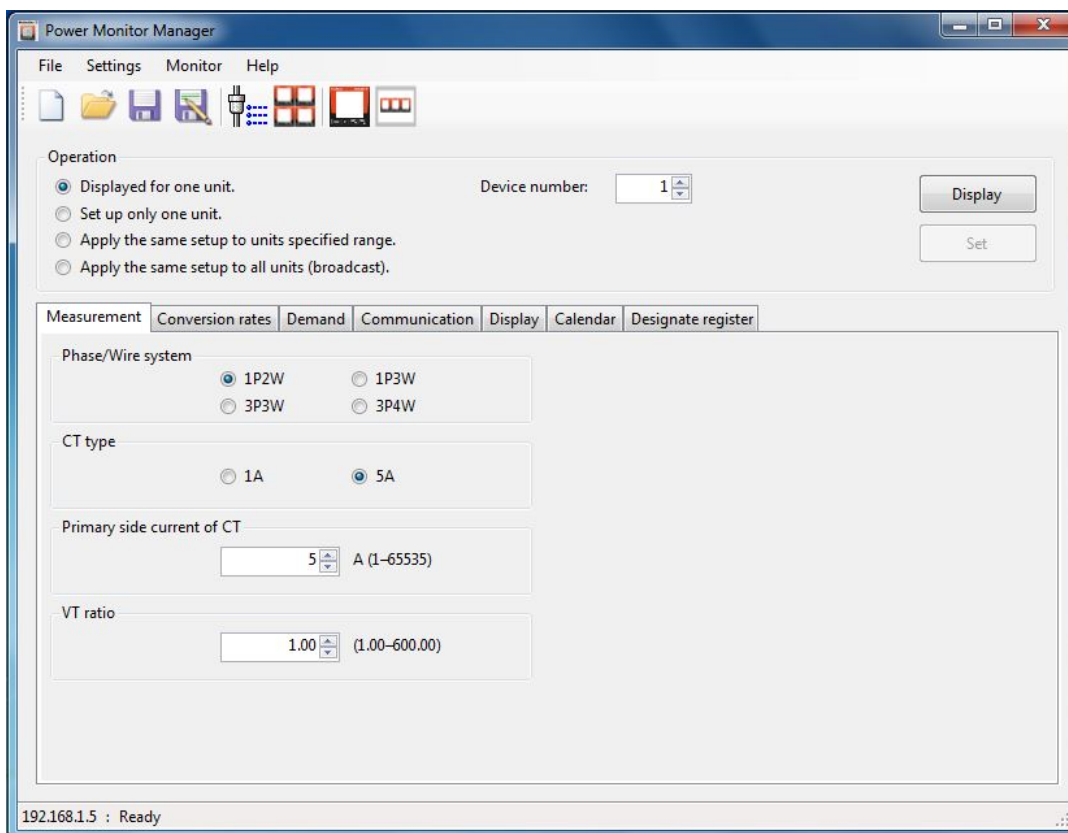 Power Monitor Manager
File Settings Monitor Help
Operation
Displayed for one unit. Device number: 1 Display
Set up only one unit.
Apply the same setup to units specified range. Set
Apply the same setup to all units (broadcast).
Measurement Conversion rates Demand Communication Display Calendar Designate register
Phase/Wire system
1P2W 1P3W
3P3W 3P4W
CT type
1A 5A
Primary side current of CT
5 A (1–65535)
VT ratio
1.00 (1.00–600.00)
192.168.1.5 : Ready